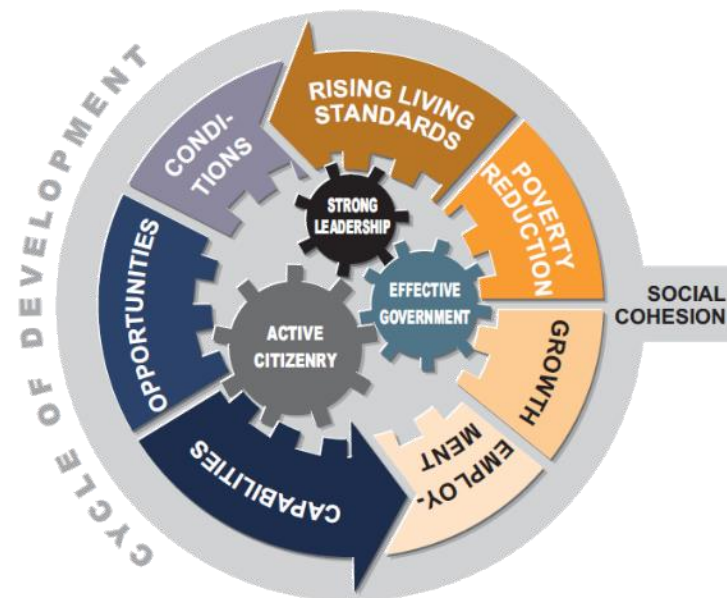 CYCLE OF DEVELOPMENT
RISING LIVING
STANDARDS
POVERTY
REDUCTION
GROWTH
EMPLOY-
MENT
CAPABILITIES
OPPORTUNITIES
CONDI-
TIONS
STRONG
LEADERSHIP
EFFECTIVE
GOVERNMENT
ACTIVE
CITIZENRY
SOCIAL
COHESION